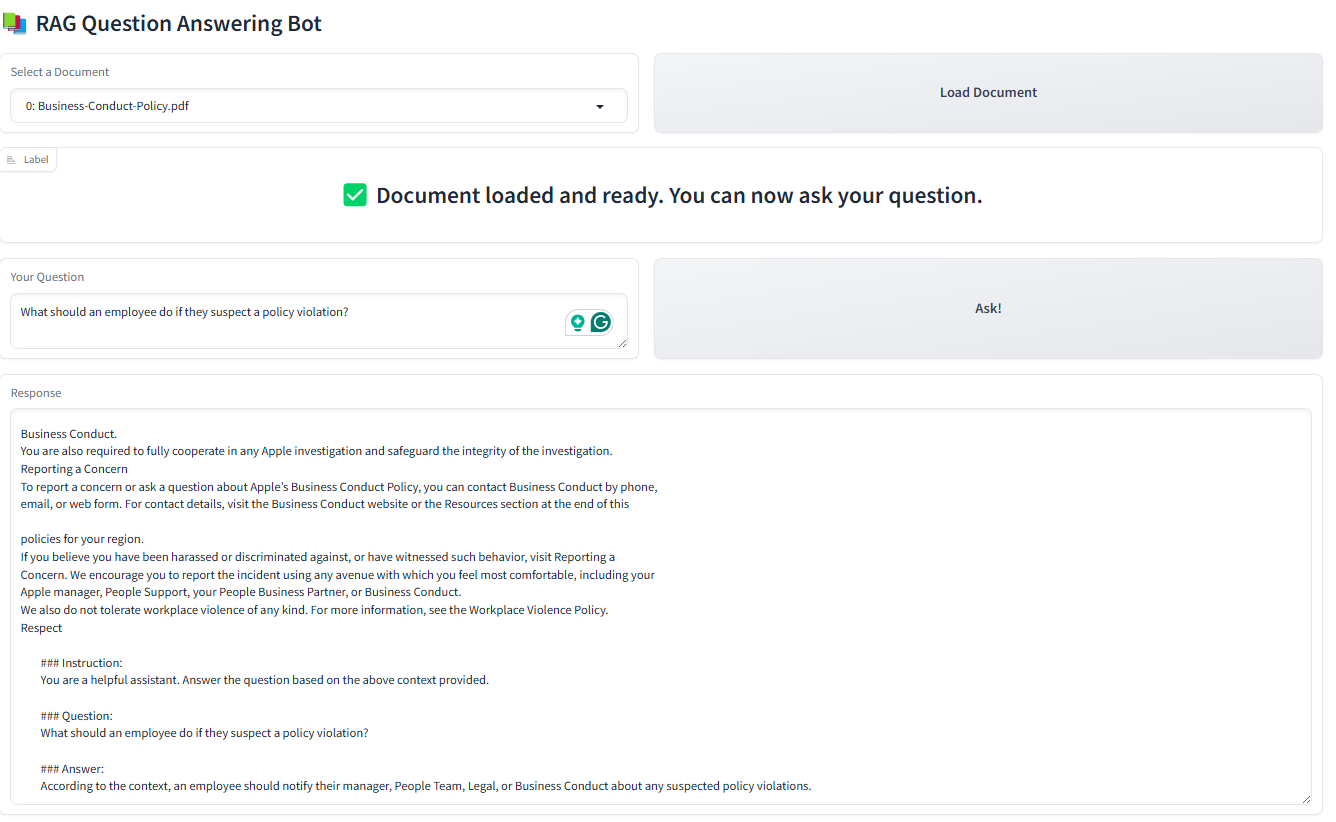 RAG Question Answering Bot
Select a Document
0: Business-Conduct-Policy.pdf
Load Document
Label
Document loaded and ready. You can now ask your question.
Your Question
What should an employee do if they suspect a policy violation?
Ask!
Response
Business Conduct.
You are also required to fully cooperate in any Apple investigation and safeguard the integrity of the investigation.
Reporting a Concern
To report a concern or ask a question about Apple's Business Conduct Policy, you can contact Business Conduct by phone,
email, or web form. For contact details, visit the Business Conduct website or the Resources section at the end of this
policies for your region.
If you believe you have been harassed or discriminated against, or have witnessed such behavior, visit Reporting a
Concern. We encourage you to report the incident using any avenue with which you feel most comfortable, including your
Apple manager, People Support, your People Business Partner, or Business Conduct.
We also do not tolerate workplace violence of any kind. For more information, see the Workplace Violence Policy.
Respect
### Instruction:
You are a helpful assistant. Answer the question based on the above context provided.
### Question:
What should an employee do if they suspect a policy violation?
### Answer:
According to the context, an employee should notify their manager, People Team, Legal, or Business Conduct about any suspected policy violations.